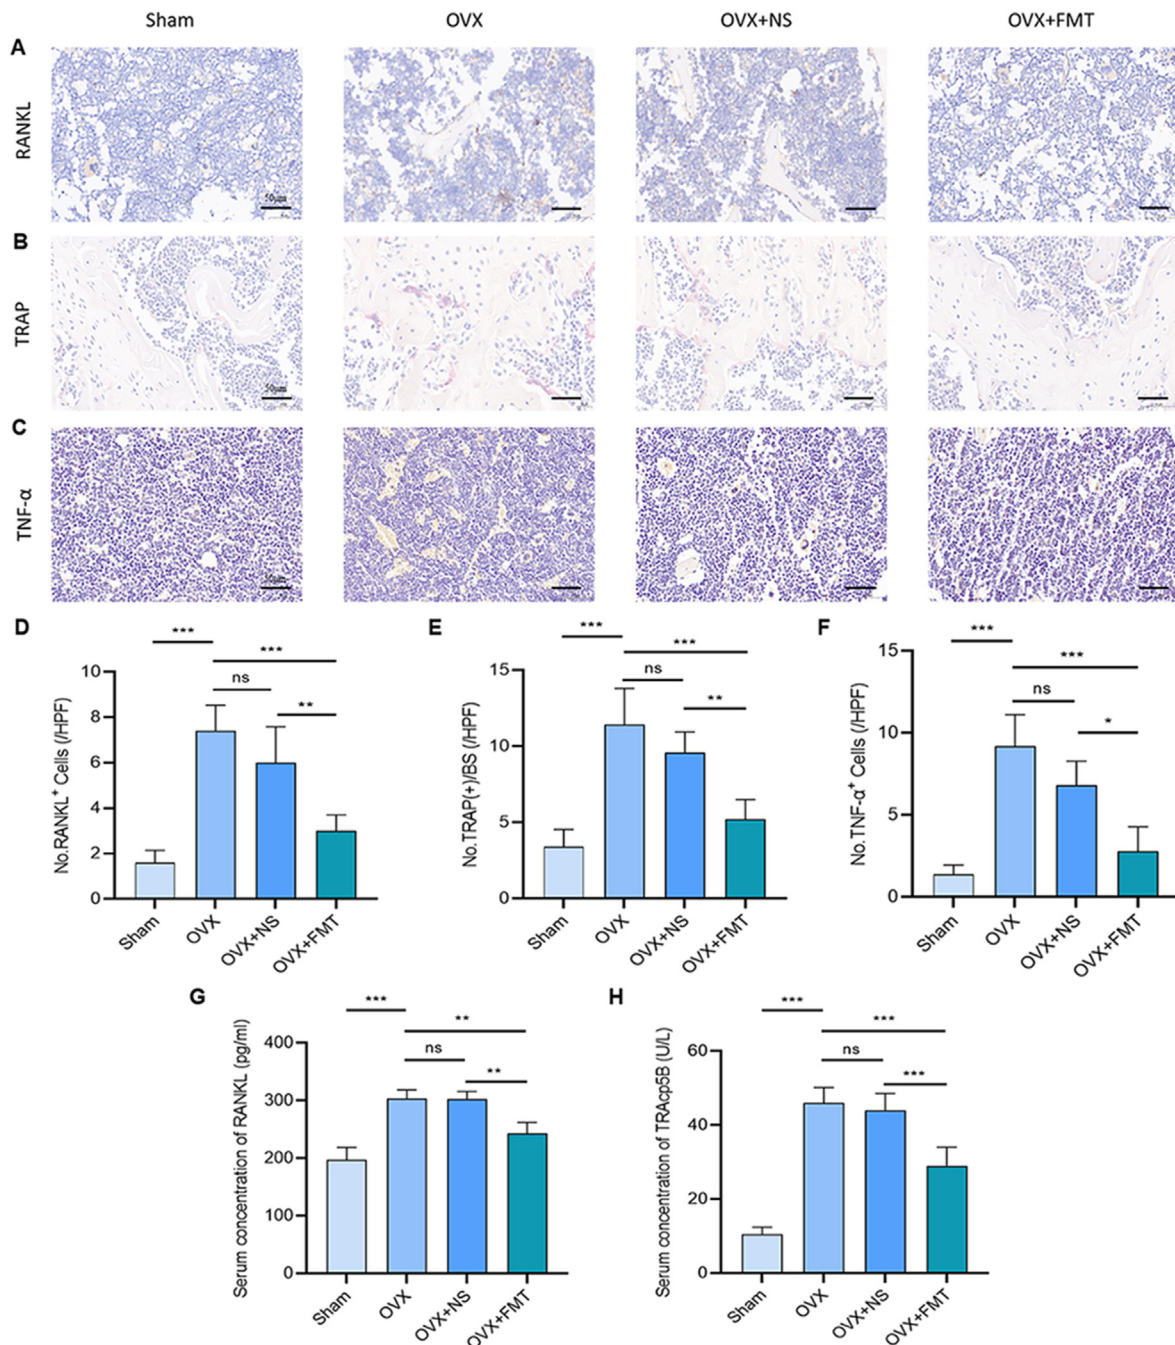 Sham OVX OVX+NS OVX+FMT
A
RANKL
50μm
B
TRAP
50μm
C
TNF-α
50μm
D
***
***
ns
**
No.RANKL+ Cells (/HPF)
10
8
6
4
2
0
Sham OVX OVX+NS OVX+FMT
E
***
***
ns
**
No.TRAP(+)/BS (/HPF)
15
10
5
0
Sham OVX OVX+NS OVX+FMT
F
***
***
ns
*
No.TNF-α+ Cells (/HPF)
15
10
5
0
Sham OVX OVX+NS OVX+FMT
G
***
**
ns
**
Serum concentration of RANKL (pg/ml)
400
300
200
100
0
Sham OVX OVX+NS OVX+FMT
H
***
***
ns
***
Serum concentration of TRAcp5B (U/L)
60
40
20
0
Sham OVX OVX+NS OVX+FMT